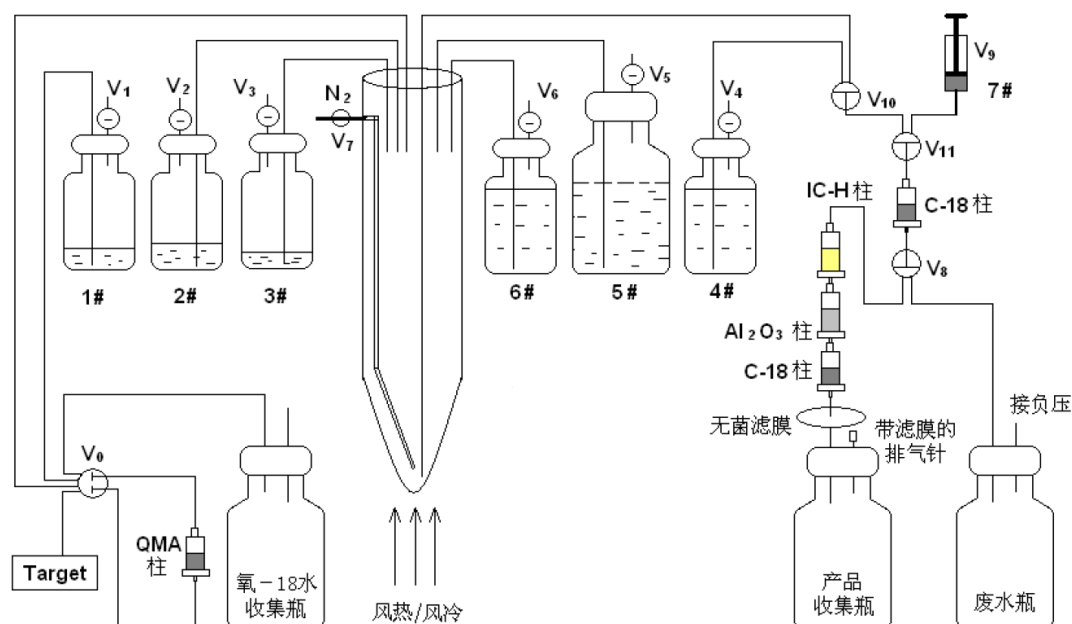 V1
V2
V3
N2
V7
V6
V5
V4
V9
7#
V10
V11
IC-H 柱
C-18 柱
V8
1#
2#
3#
6#
5#
4#
Al2O3 柱
C-18 柱
无菌滤膜
带滤膜的
排气针
接负压
V0
QMA
柱
Target
氧－18水
收集瓶
风热/风冷
产品
收集瓶
废水瓶